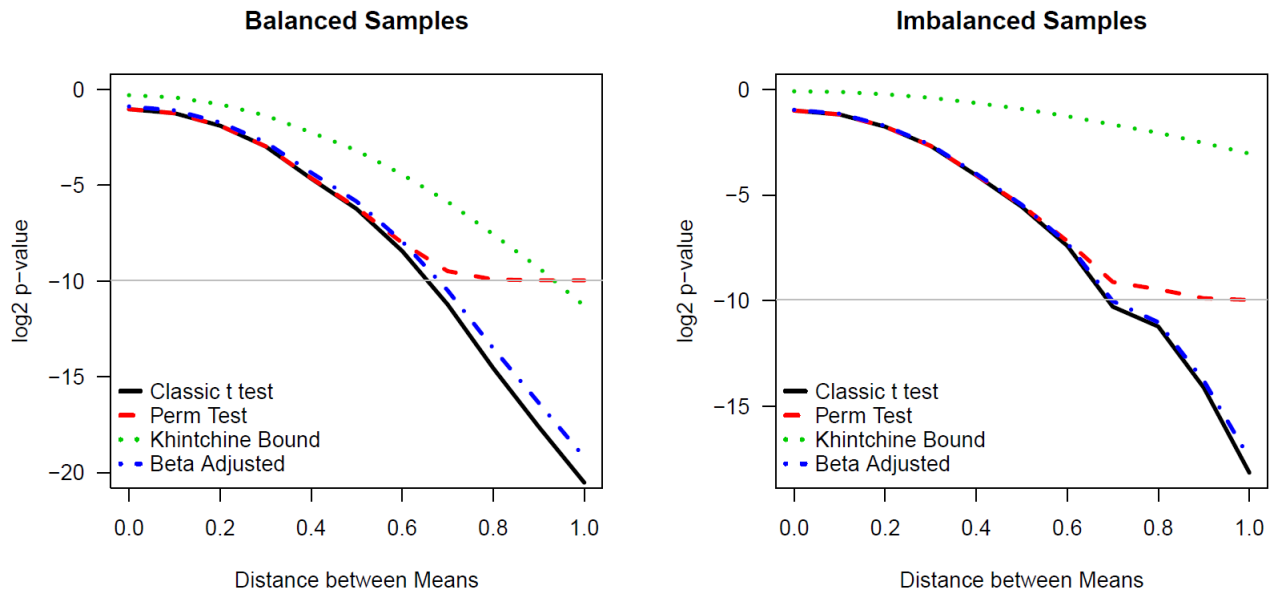 Balanced Samples
log2 p−value
0
−5
−10
−15
−20
Classic t test
Perm Test
Khintchine Bound
Beta Adjusted
0.0 0.2 0.4 0.6 0.8 1.0
Distance between Means
Imbalanced Samples
log2 p−value
0
−5
−10
−15
Classic t test
Perm Test
Khintchine Bound
Beta Adjusted
0.0 0.2 0.4 0.6 0.8 1.0
Distance between Means